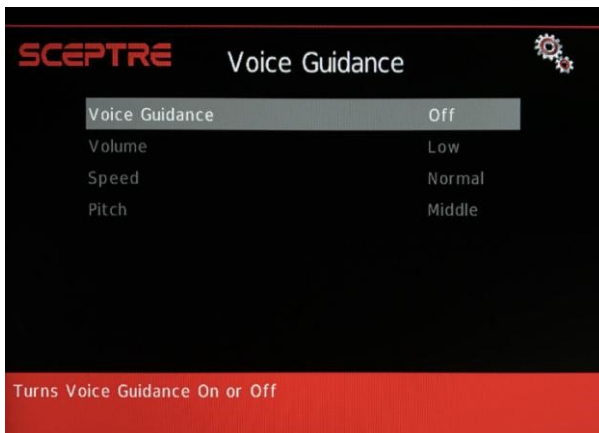 SCEPTRE
Voice Guidance
Voice Guidance Off
Volume Low
Speed Normal
Pitch Middle
Turns Voice Guidance On or Off